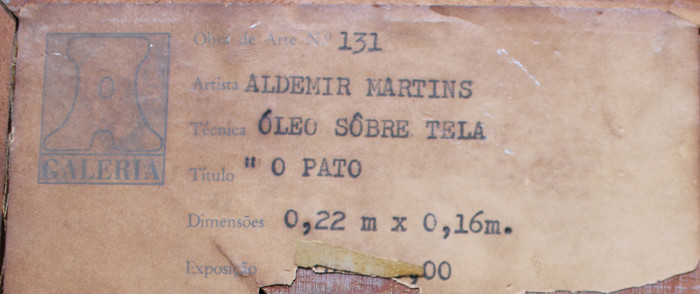 Obra de Arte N.º 131
Artista ALDEMIR MARTINS
Técnica ÓLEO SÔBRE TELA
GALERIA
Título " O PATO
Dimensões 0,22 m x 0,16m.
Exposição ,00